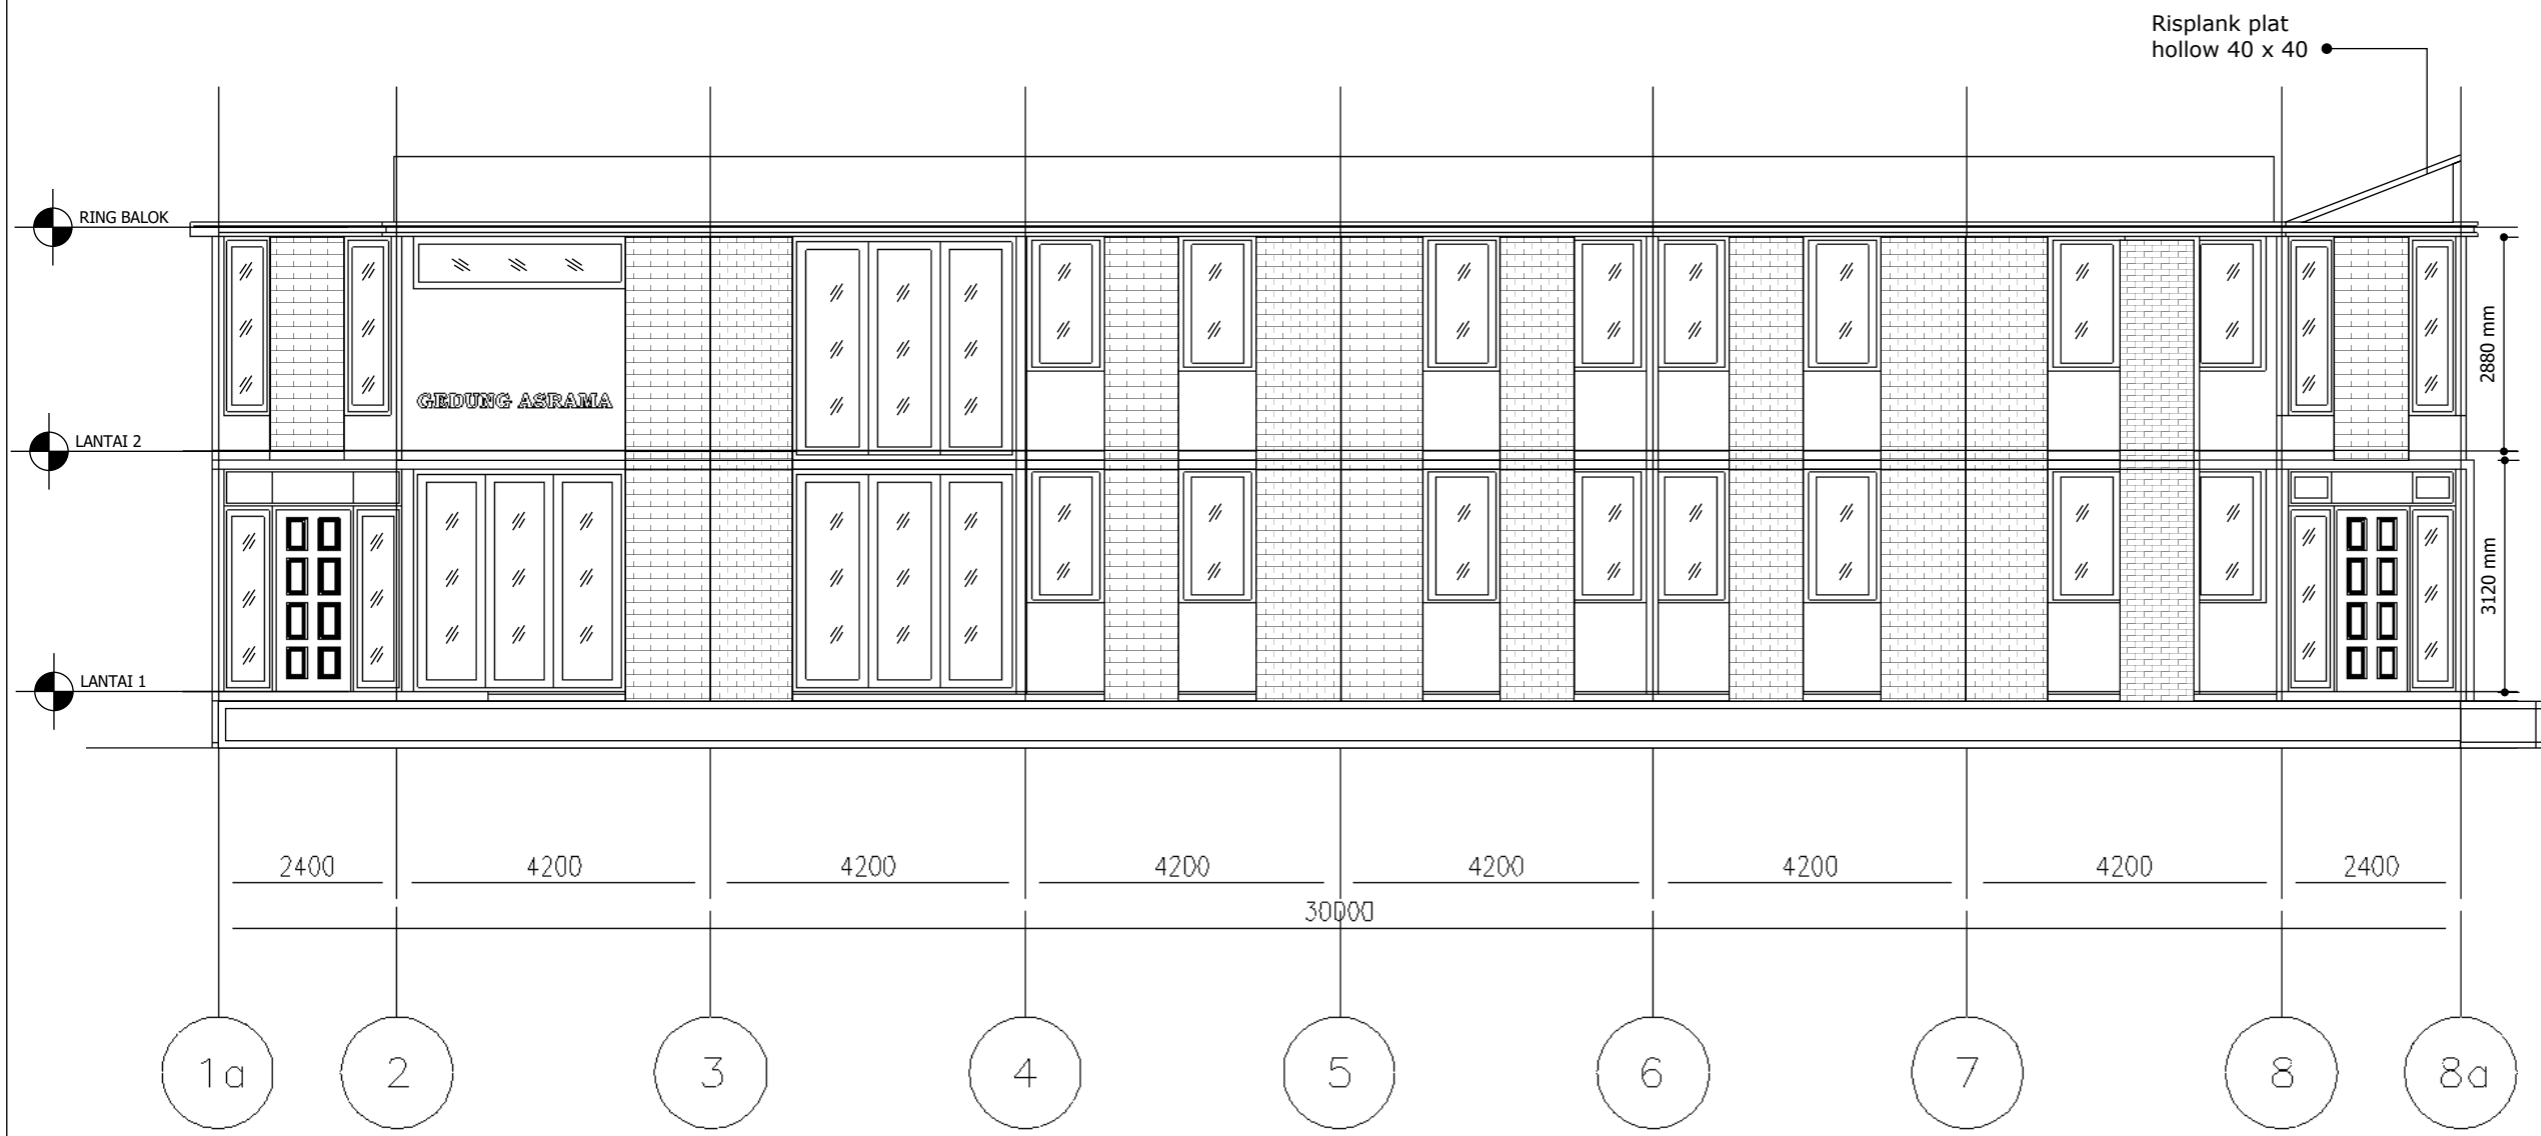 Risplank plat
hollow 40 x 40
RING BALOK
GEDUNG ASRAMA
2880 mm
LANTAI 2
3120 mm
LANTAI 1
2400 4200 4200 4200 4200 4200 4200 2400
30000
1a 2 3 4 5 6 7 8 8a